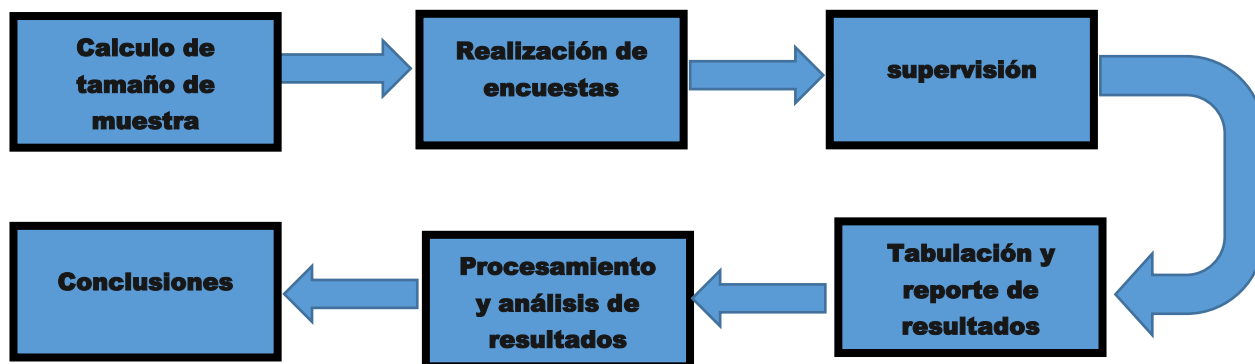 Calculo de
tamaño de
muestra
Realización de
encuestas
supervisión
Tabulación y
reporte de
resultados
Procesamiento
y análisis de
resultados
Conclusiones